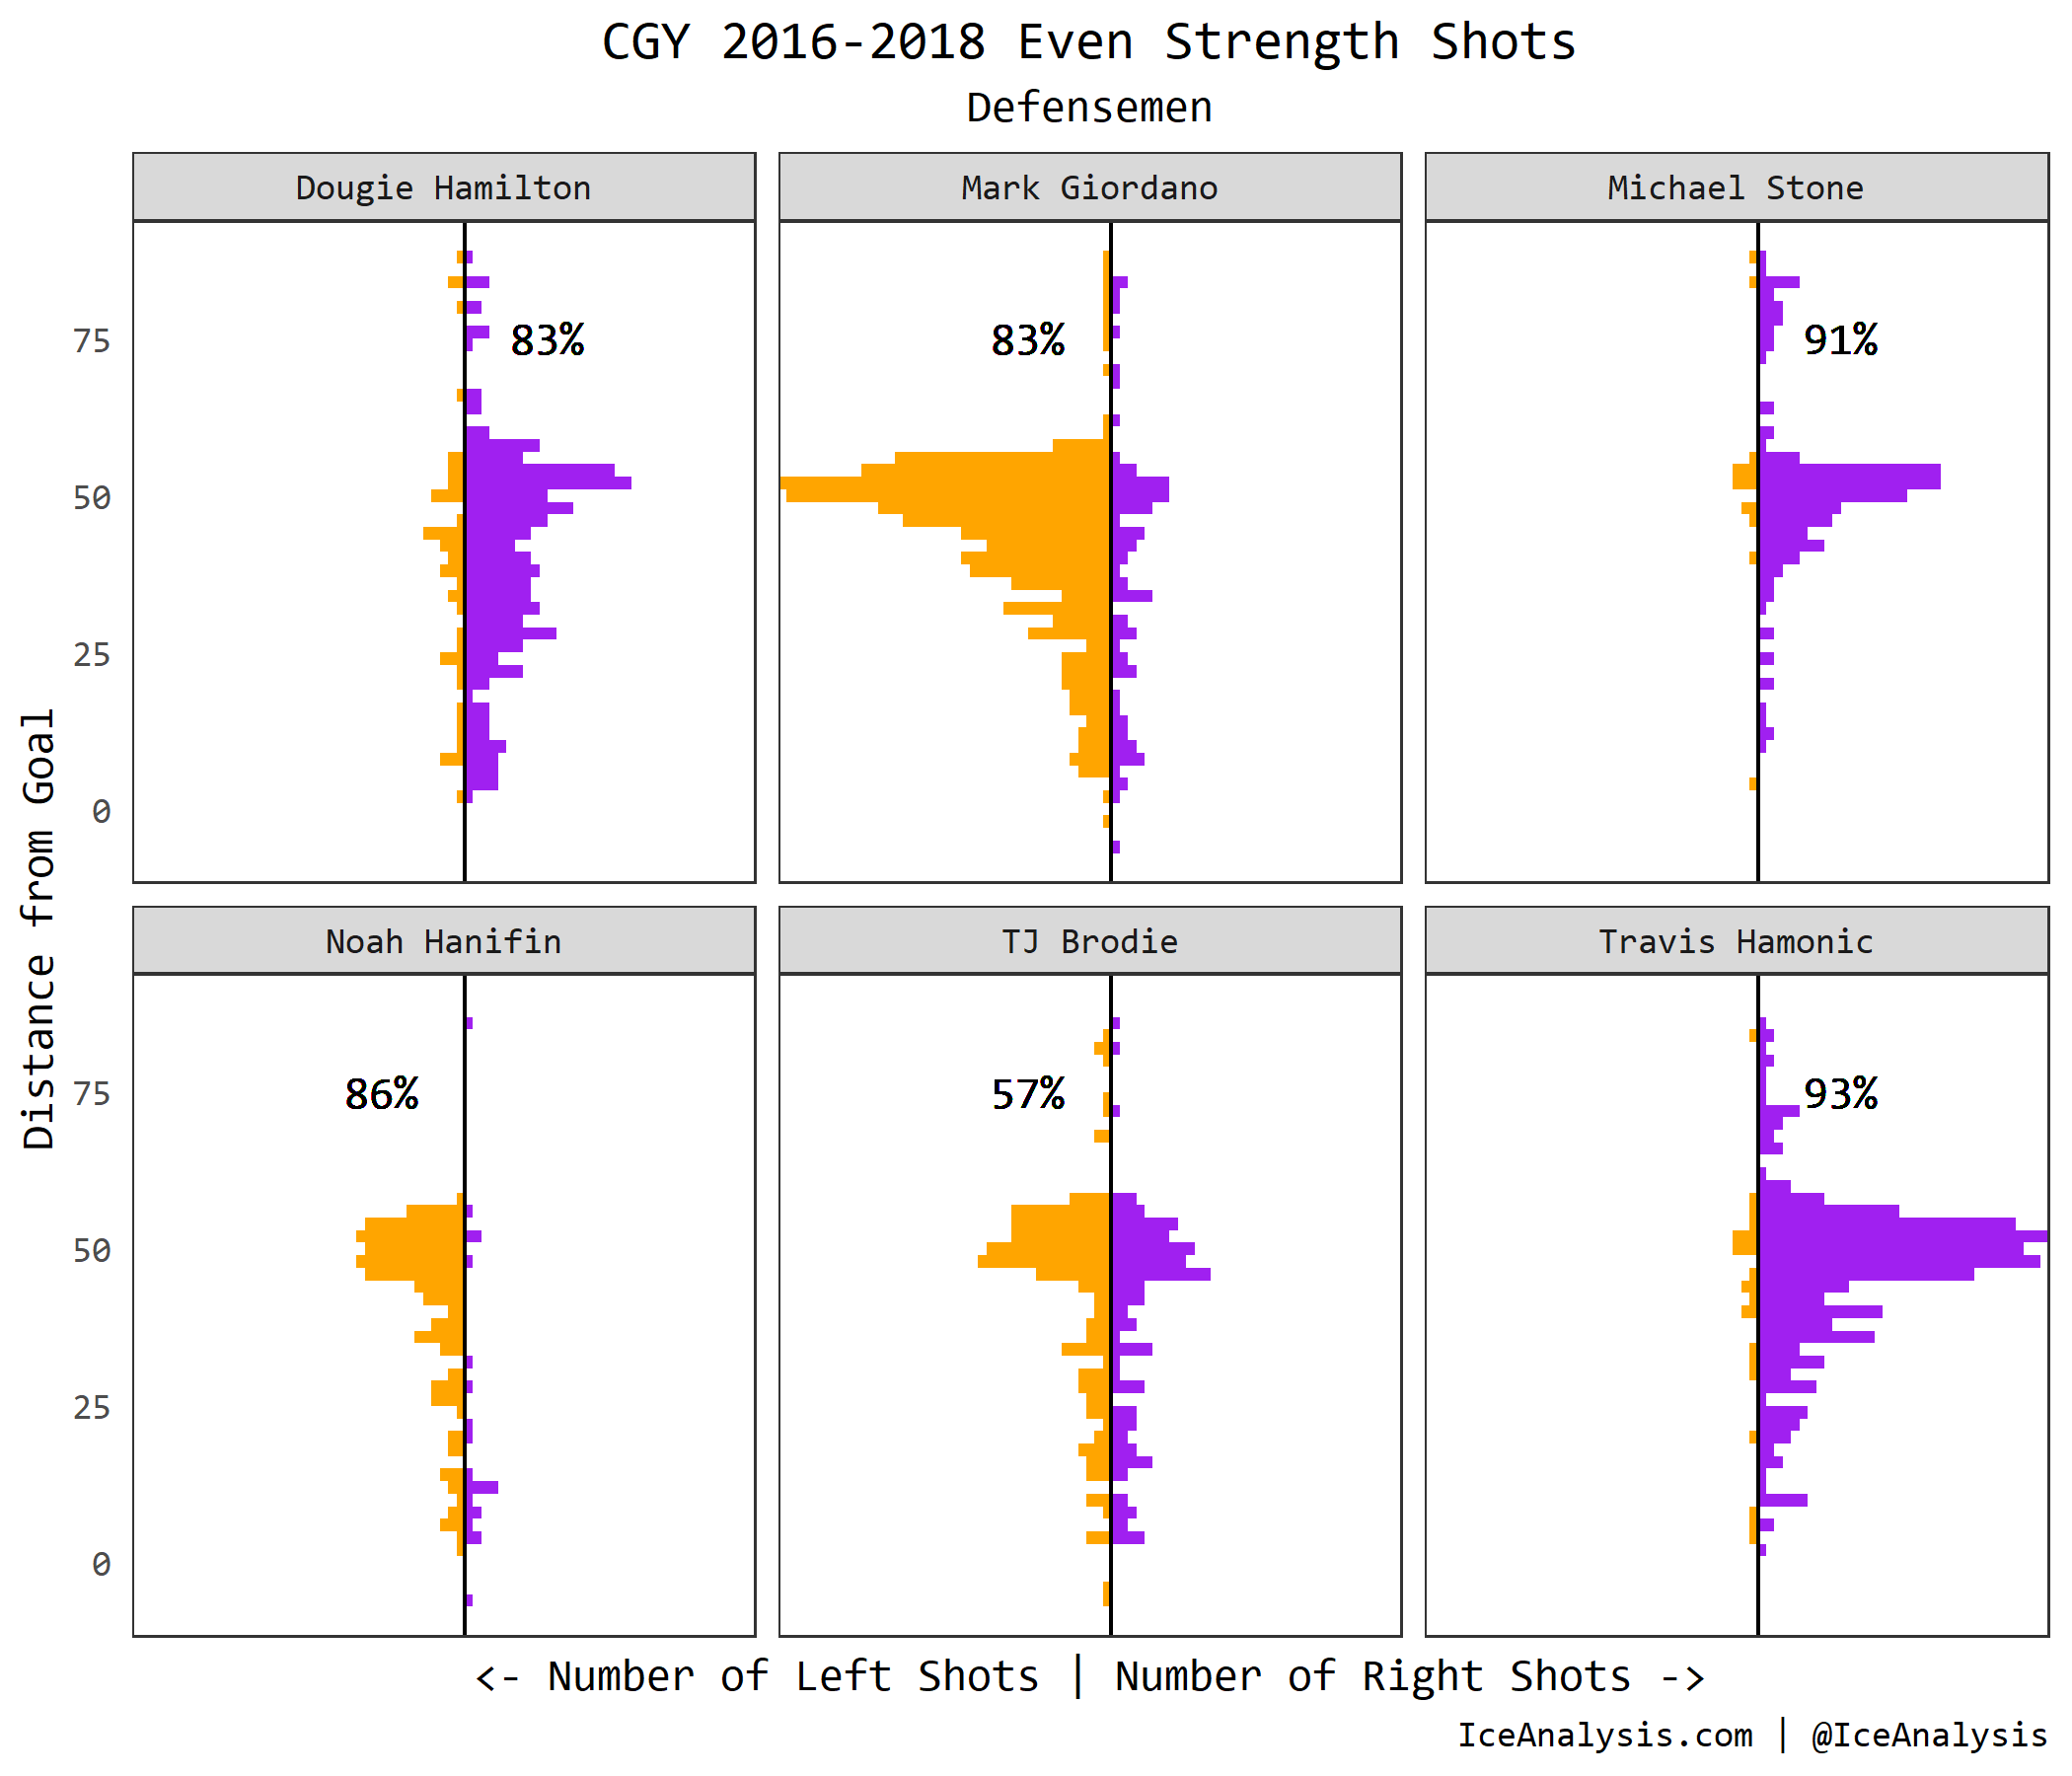 CGY 2016-2018 Even Strength Shots
Defensemen
Dougie Hamilton
Mark Giordano
Michael Stone
83%
83%
91%
75
50
25
0
Noah Hanifin
TJ Brodie
Travis Hamonic
86%
57%
93%
75
50
25
0
Distance from Goal
<- Number of Left Shots | Number of Right Shots ->
IceAnalysis.com | @IceAnalysis